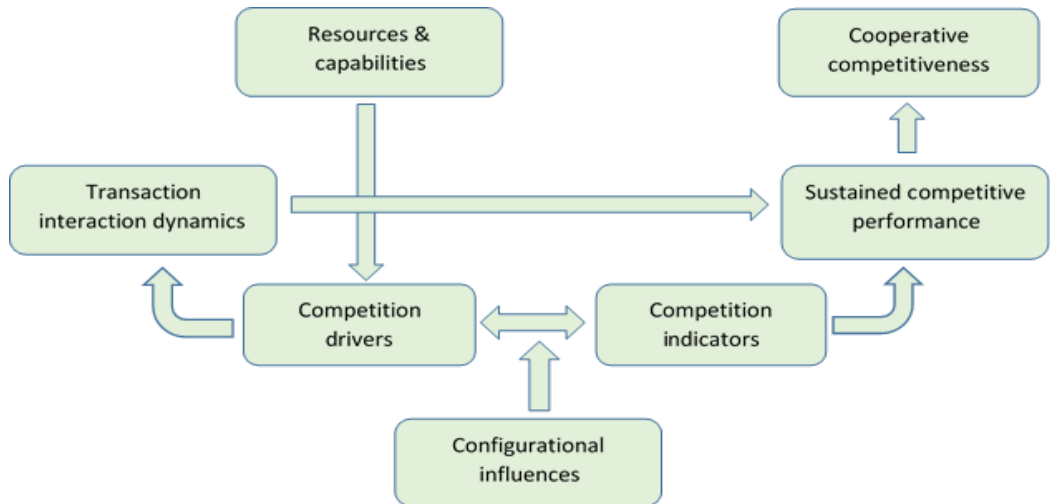 Resources &
capabilities
Cooperative
competitiveness
Transaction
interaction dynamics
Sustained competitive
performance
Competition
drivers
Competition
indicators
Configurational
influences